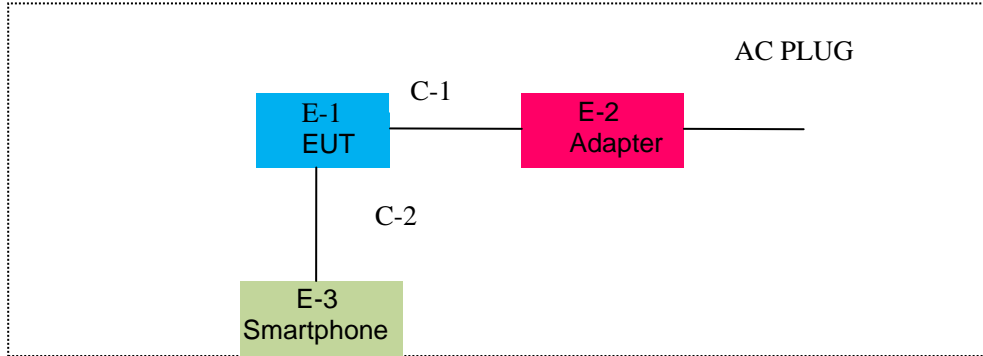 AC PLUG
C-1
E-1
EUT
E-2
Adapter
C-2
E-3
Smartphone